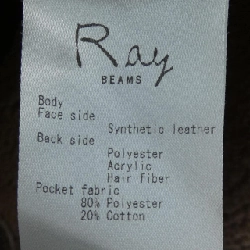 Ray
BEAMS
Body
Face side
Synthetic leather
Back side
Polyester
Acrylic
Hair Fiber
Pocket fabric
80% Polyester
20% Cotton